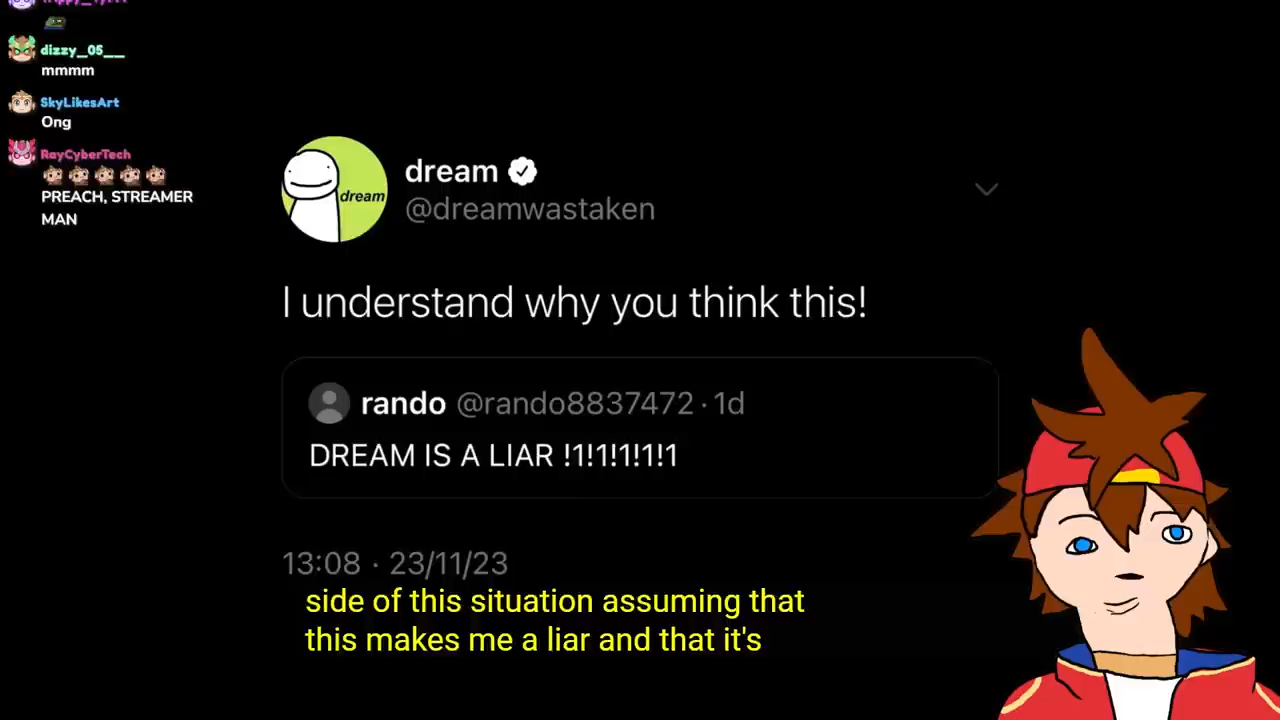 dizzy_05__
mmmm
SkyLikesArt
Ong
RayCyberTech
PREACH, STREAMER
MAN
dream
dream
@dreamwastaken
I understand why you think this!
rando @rando8837472 · 1d
DREAM IS A LIAR !1!1!1!1!1
13:08 · 23/11/23
side of this situation assuming that
this makes me a liar and that it's